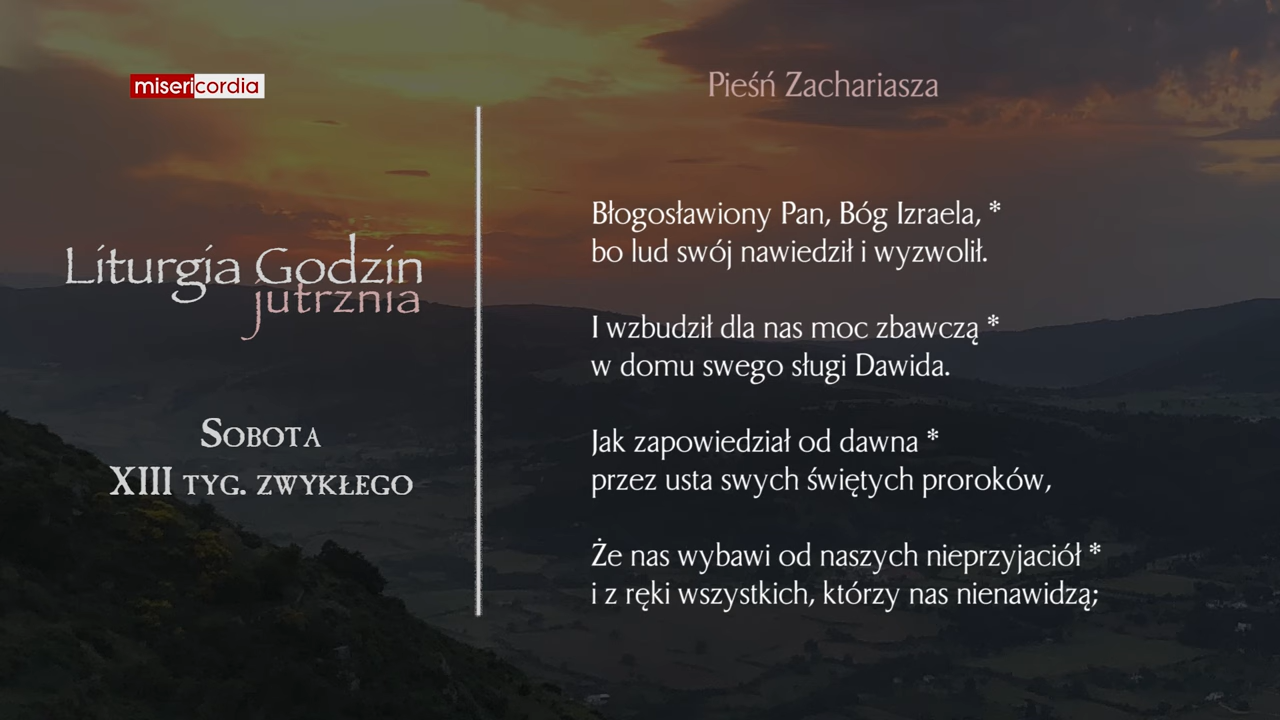 misericordia
Liturgia Godzin
jutrznia
Sobota
XIII tyg. zwykłego
Pieśń Zachariasza
Błogosławiony Pan, Bóg Izraela, *
bo lud swój nawiedził i wyzwolił.
I wzbudził dla nas moc zbawczą *
w domu swego sługi Dawida.
Jak zapowiedział od dawna *
przez usta swych świętych proroków,
Że nas wybawi od naszych nieprzyjaciół *
i z ręki wszystkich, którzy nas nienawidzą;